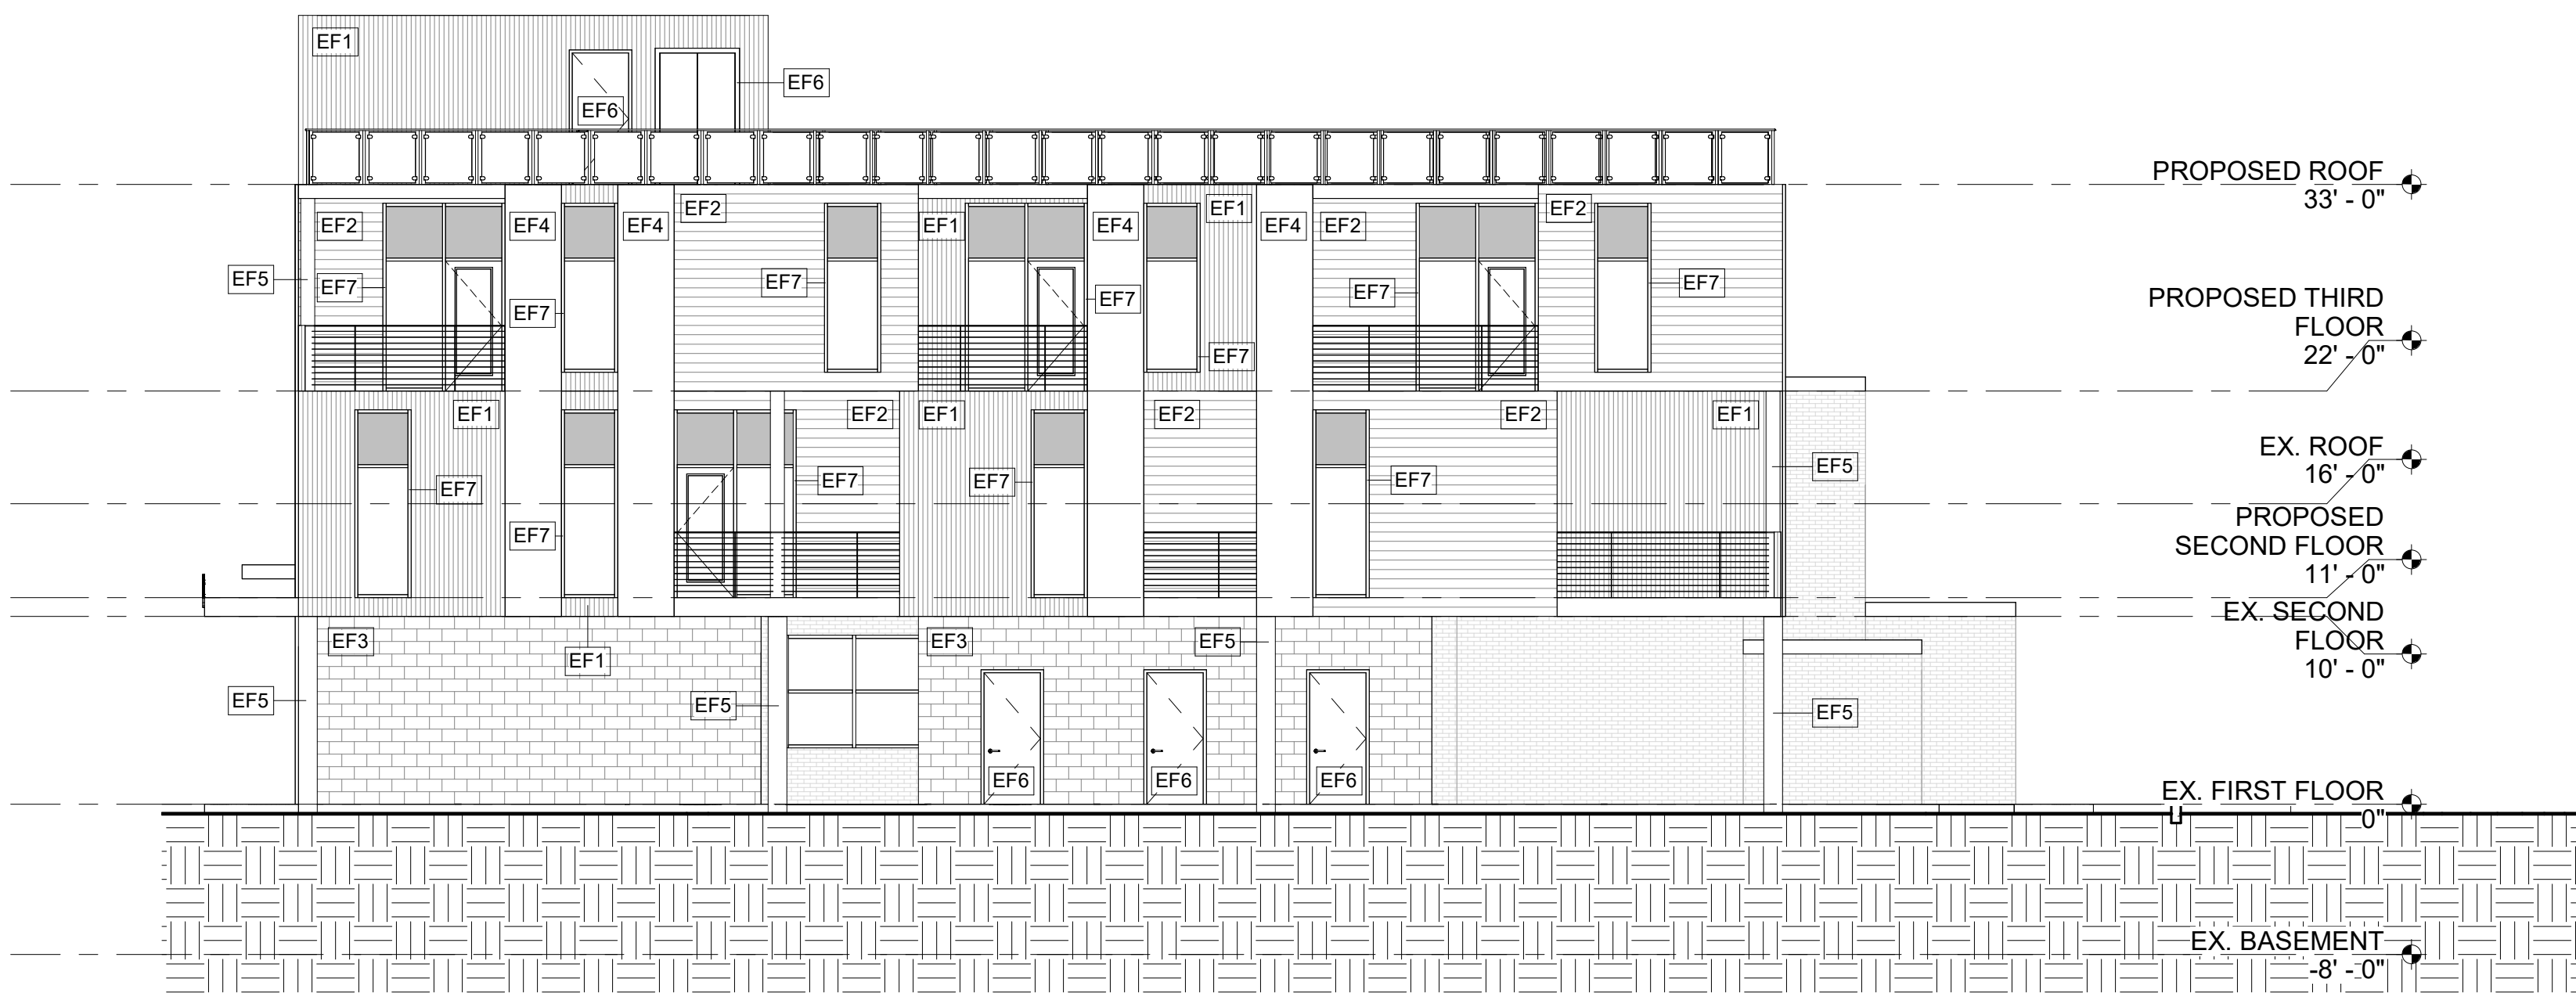 EF1
EF6
EF6
PROPOSED ROOF
33' - 0"
EF2
EF4
EF4
EF2
EF1
EF4
EF1
EF4
EF2
EF2
EF5
EF7
EF7
EF7
EF7
EF7
EF7
EF7
EF7
PROPOSED THIRD
FLOOR
22' - 0"
EF1
EF2
EF1
EF2
EF2
EF1
EF7
EF7
EF7
EF7
EF7
EF5
EX. ROOF
16' - 0"
PROPOSED
SECOND FLOOR
11' - 0"
EX. SECOND
FLOOR
10' - 0"
EF3
EF1
EF3
EF5
EF5
EF5
EF5
EF6
EF6
EF6
EX. FIRST FLOOR
0"
EX. BASEMENT
-8' - 0"